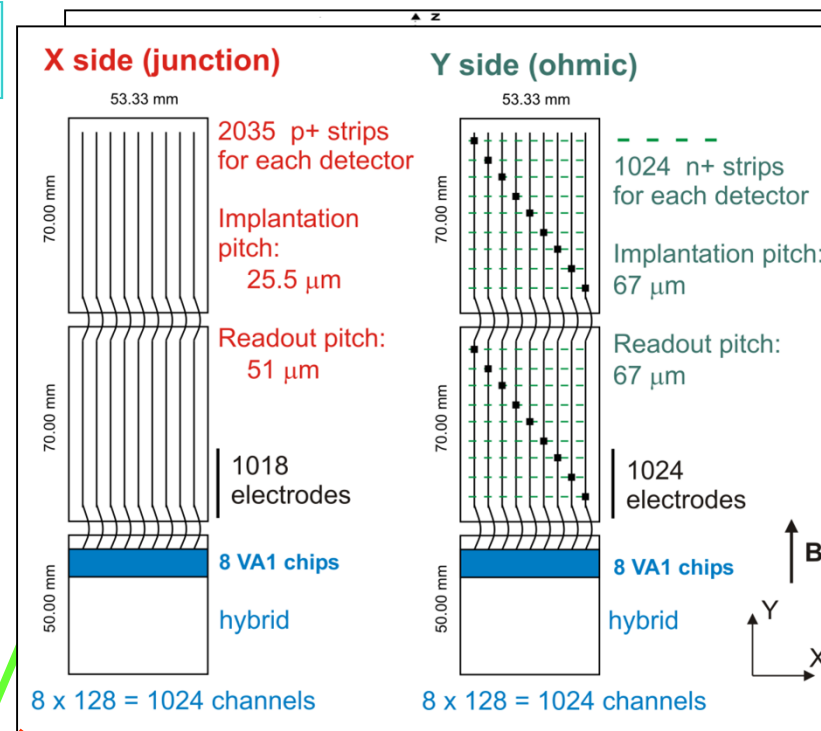 z
X side (junction)
53.33 mm
70.00 mm
2035 p+ strips
for each detector
Implantation
pitch:
25.5 μm
Readout pitch:
51 μm
70.00 mm
1018
electrodes
8 VA1 chips
50.00 mm
hybrid
8 x 128 = 1024 channels
Y side (ohmic)
53.33 mm
70.00 mm
1024 n+ strips
for each detector
Implantation pitch:
67 μm
Readout pitch:
67 μm
70.00 mm
1024
electrodes
8 VA1 chips
50.00 mm
hybrid
8 x 128 = 1024 channels
B
Y
X